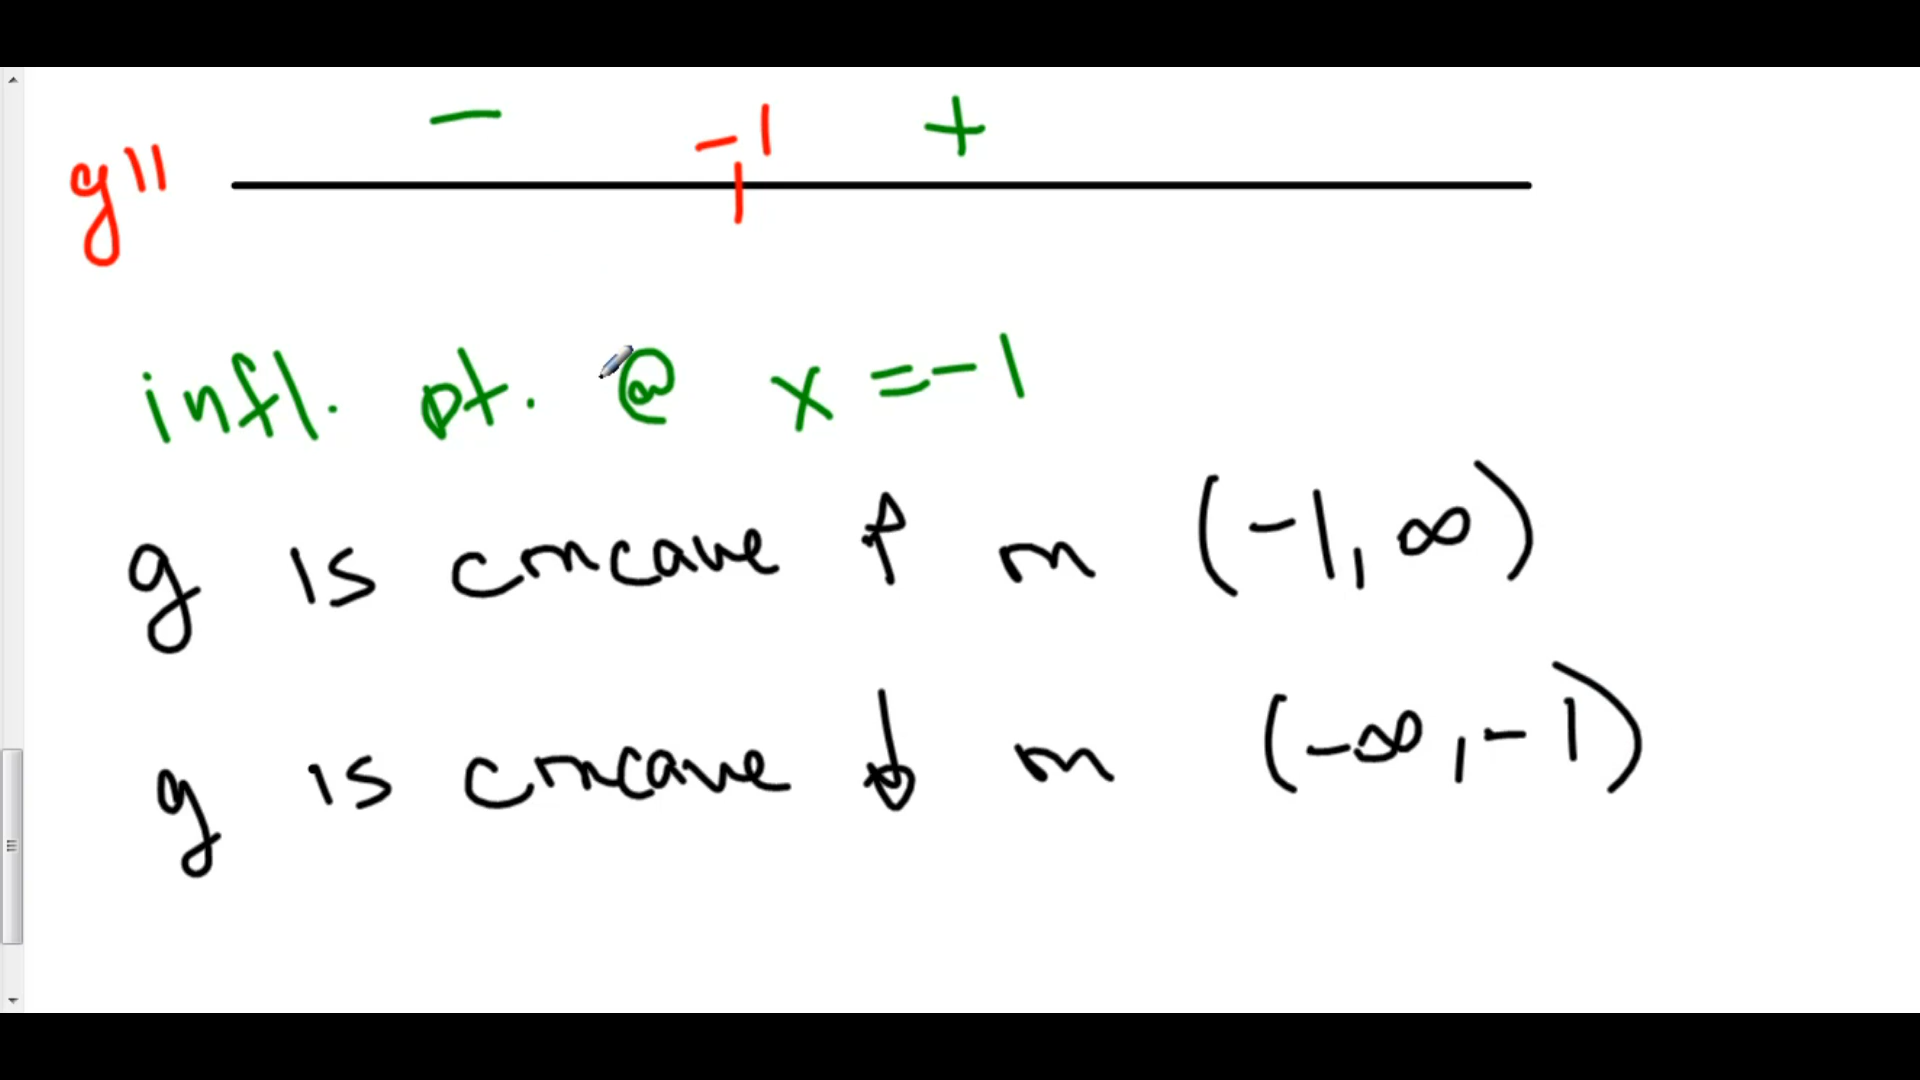 − -1 +
g''
infl. pt. @ x = -1
g is concave ↑ on (-1, ∞)
g is concave ↓ on (-∞, -1)